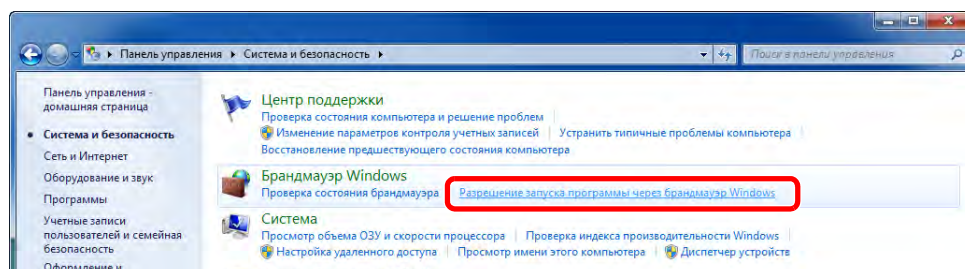 Панель управления ▸ Система и безопасность ▸
Поиск в панели управления
Панель управления -
домашняя страница
Система и безопасность
Сеть и Интернет
Оборудование и звук
Программы
Учетные записи
пользователей и семейная
безопасность
Оформление и
Центр поддержки
Проверка состояния компьютера и решение проблем
Изменение параметров контроля учетных записей
Устранить типичные проблемы компьютера
Восстановление предшествующего состояния компьютера
Брандмауэр Windows
Проверка состояния брандмауэра
Разрешение запуска программы через брандмауэр Windows
Система
Просмотр объема ОЗУ и скорости процессора
Проверка индекса производительности Windows
Настройка удаленного доступа
Просмотр имени этого компьютера
Диспетчер устройств